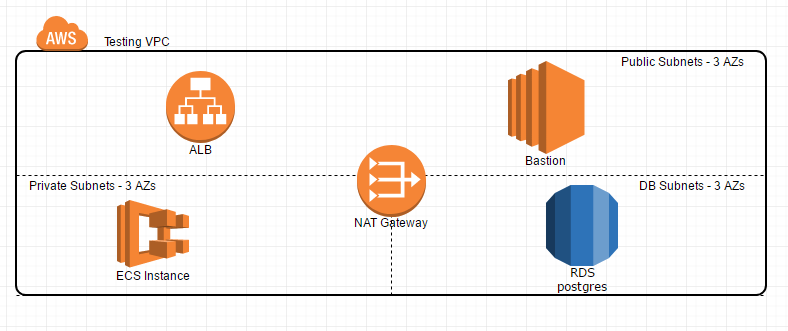 AWS
Testing VPC
Public Subnets - 3 AZs
ALB
Bastion
Private Subnets - 3 AZs
DB Subnets - 3 AZs
NAT Gateway
ECS Instance
RDS
postgres